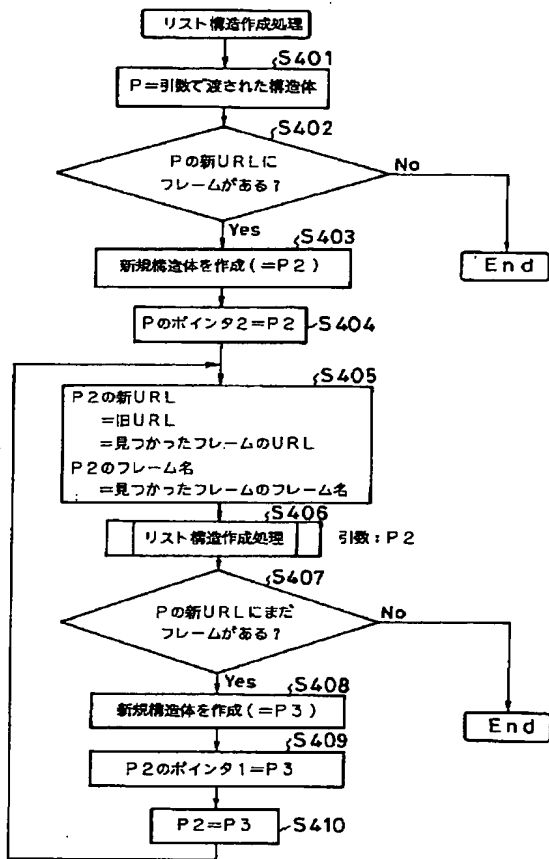 リスト構造作成処理
S401
P=引数で渡された構造体
S402
Pの新URLに
フレームがある?
No
Yes
End
S403
新規構造体を作成(=P2)
Pのポインタ2=P2
S404
S405
P2の新URL
=旧URL
=見つかったフレームのURL
P2のフレーム名
=見つかったフレームのフレーム名
S406
リスト構造作成処理
引数:P2
S407
Pの新URLにまだ
フレームがある?
No
Yes
End
S408
新規構造体を作成(=P3)
S409
P2のポインタ1=P3
P2=P3
S410